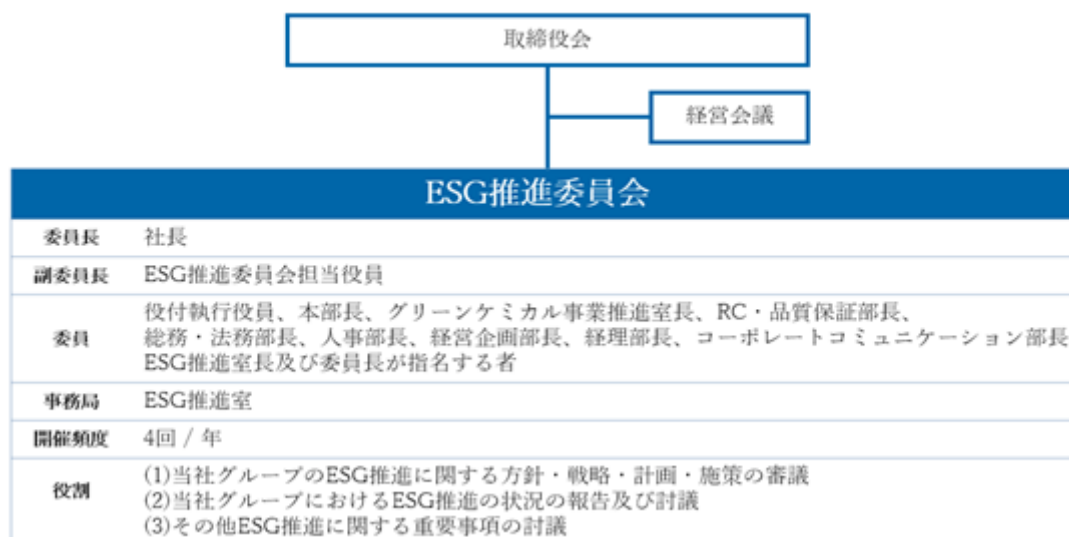 取締役会
経営会議
ESG推進委員会
委員長 社長
副委員長 ESG推進委員会担当役員
委員 役付執行役員、本部長、グリーンケミカル事業推進室長、RC・品質保証部長、
総務・法務部長、人事部長、経営企画部長、経理部長、コーポレートコミュニケーション部長
ESG推進室長及び委員長が指名する者
事務局 ESG推進室
開催頻度 4回 / 年
役割 (1)当社グループのESG推進に関する方針・戦略・計画・施策の審議
(2)当社グループにおけるESG推進の状況の報告及び討議
(3)その他ESG推進に関する重要事項の討議